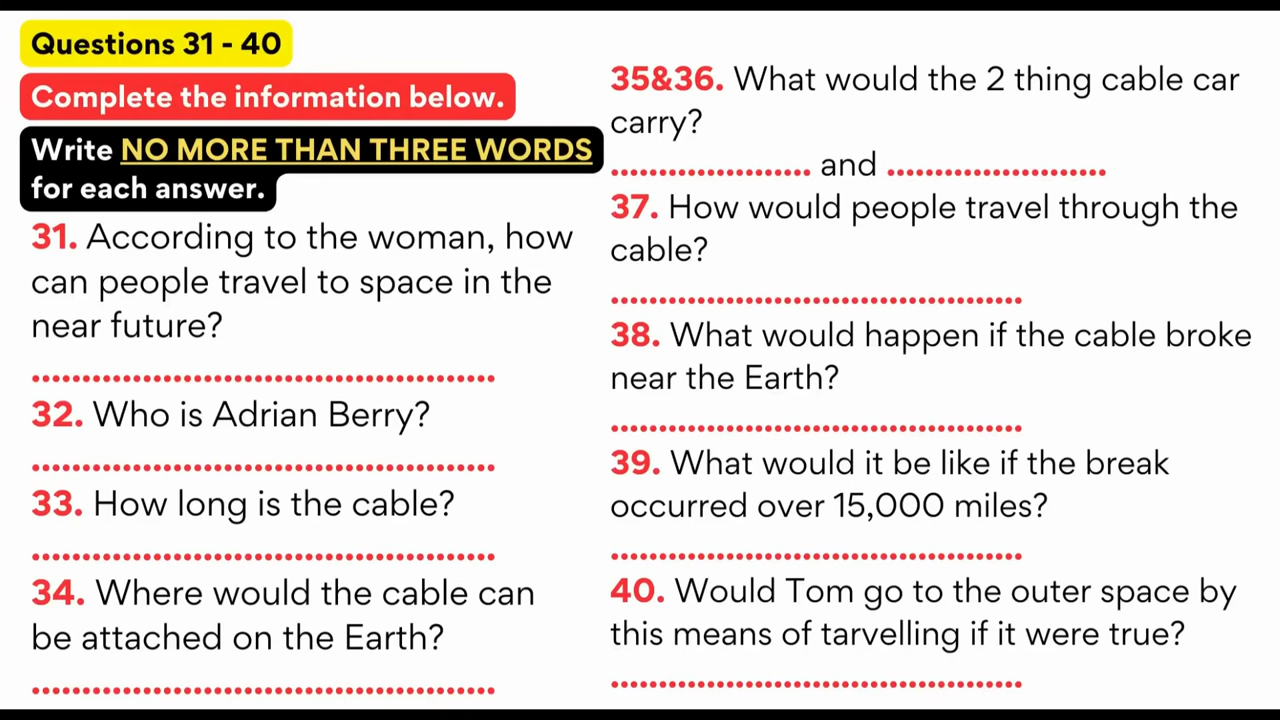 Questions 31 - 40
Complete the information below.
Write NO MORE THAN THREE WORDS
for each answer.
31. According to the woman, how
can people travel to space in the
near future?
..............................................
32. Who is Adrian Berry?
..............................................
33. How long is the cable?
..............................................
34. Where would the cable can
be attached on the Earth?
..............................................
35&36. What would the 2 thing cable car
carry?
.................... and ......................
37. How would people travel through the
cable?
.........................................
38. What would happen if the cable broke
near the Earth?
.........................................
39. What would it be like if the break
occurred over 15,000 miles?
.........................................
40. Would Tom go to the outer space by
this means of tarvelling if it were true?
.........................................